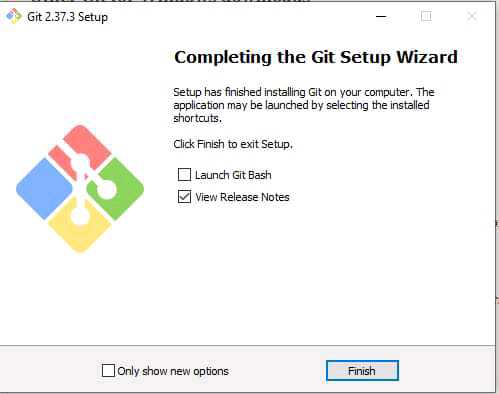 Git 2.37.3 Setup
Completing the Git Setup Wizard
Setup has finished installing Git on your computer. The
application may be launched by selecting the installed
shortcuts.
Click Finish to exit Setup.
Launch Git Bash
View Release Notes
Only show new options
Finish